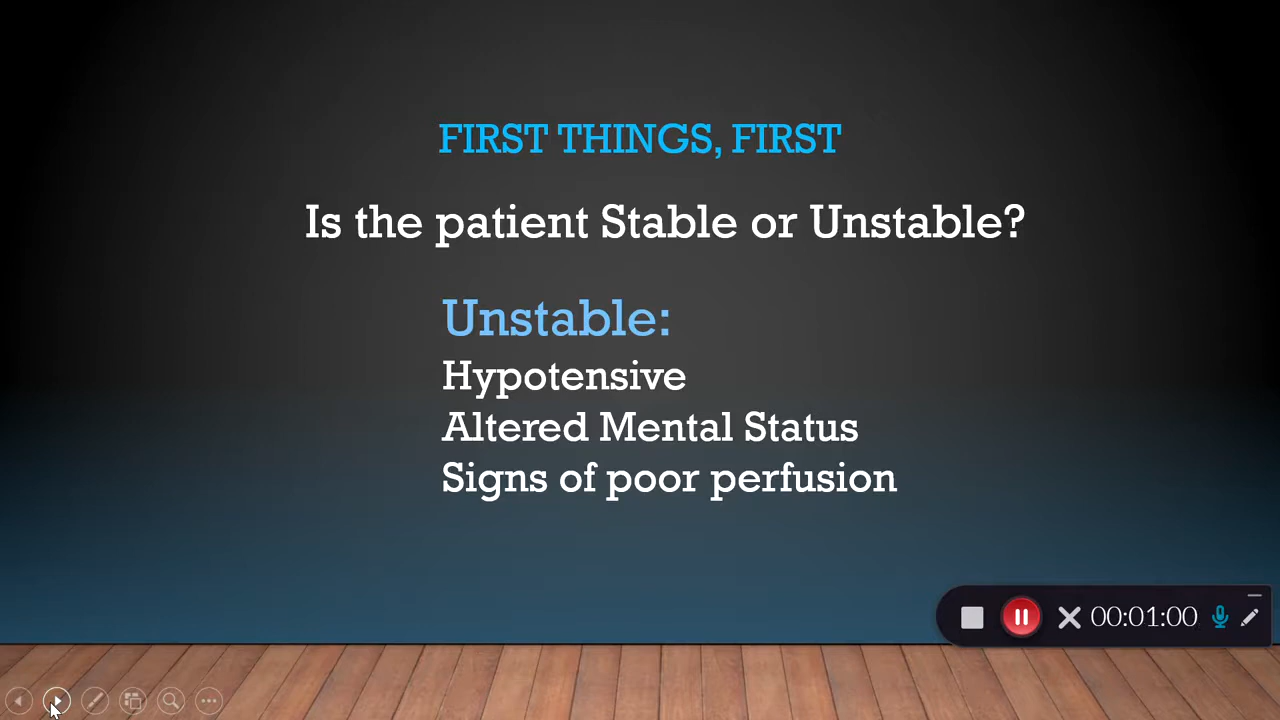 FIRST THINGS, FIRST
Is the patient Stable or Unstable?
Unstable:
Hypotensive
Altered Mental Status
Signs of poor perfusion
00:01:00